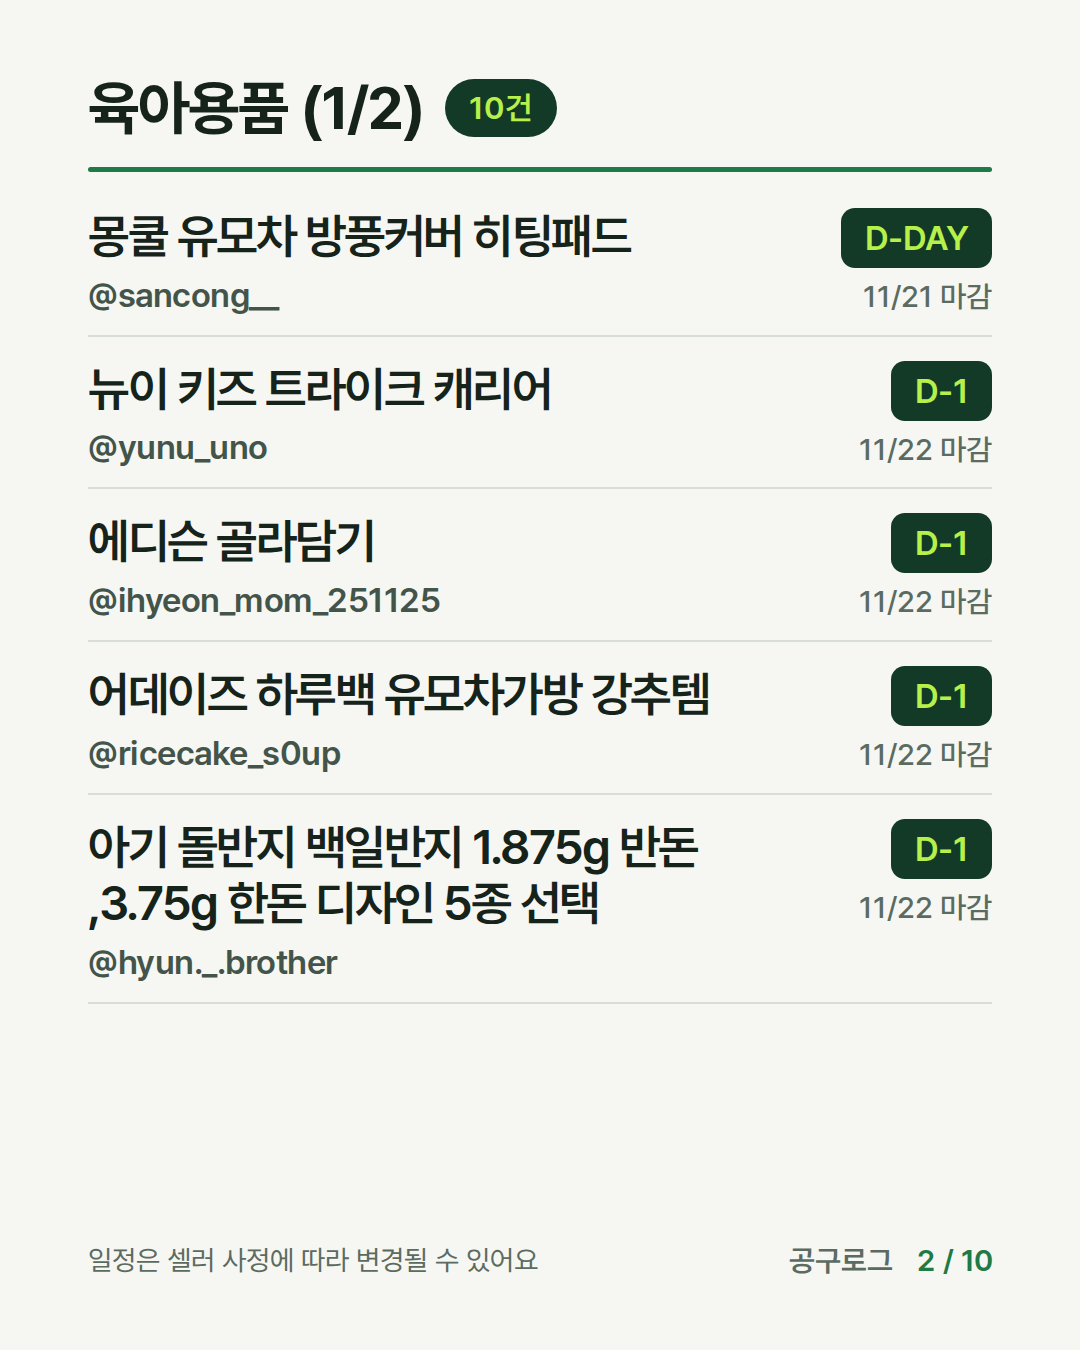 육아용품 (1/2) 10건
몽쿨 유모차 방풍커버 히팅패드 D-DAY
@sancong__ 11/21 마감
뉴이 키즈 트라이크 캐리어 D-1
@yunu_uno 11/22 마감
에디슨 골라담기 D-1
@ihyeon_mom_251125 11/22 마감
어데이즈 하루백 유모차가방 강추템 D-1
@ricecake_s0up 11/22 마감
아기 돌반지 백일반지 1.875g 반돈 D-1
,3.75g 한돈 디자인 5종 선택 11/22 마감
@hyun._.brother
일정은 셀러 사정에 따라 변경될 수 있어요 공구로그 2 / 10